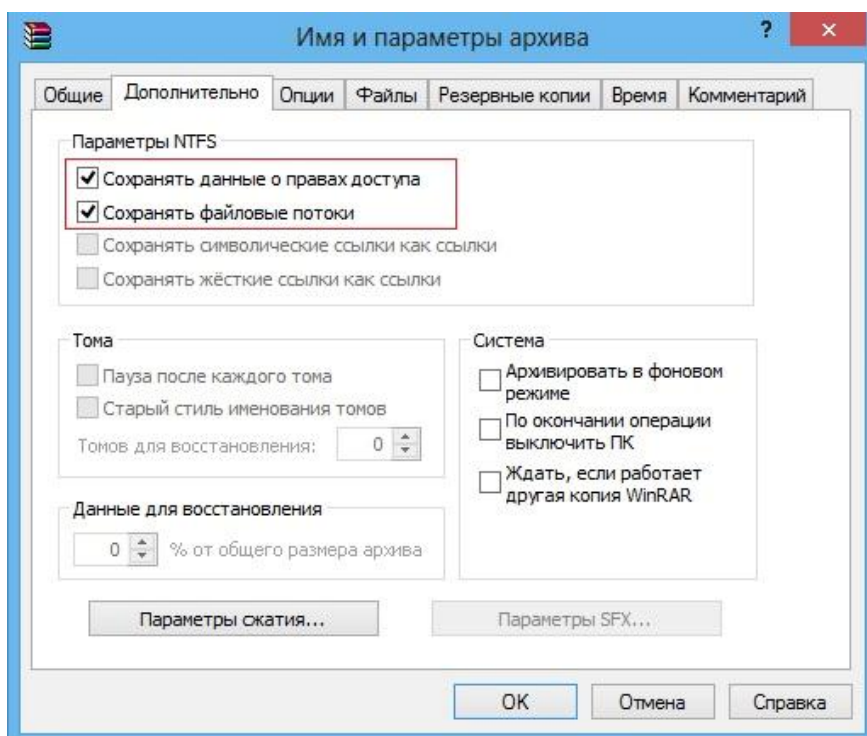 Имя и параметры архива
?
×
Общие Дополнительно Опции Файлы Резервные копии Время Комментарий
Параметры NTFS
Сохранять данные о правах доступа
Сохранять файловые потоки
Сохранять символические ссылки как ссылки
Сохранять жёсткие ссылки как ссылки
Тома
Пауза после каждого тома
Старый стиль именования томов
Томов для восстановления: 0
Система
Архивировать в фоновом
режиме
По окончании операции
выключить ПК
Ждать, если работает
другая копия WinRAR
Данные для восстановления
0 % от общего размера архива
Параметры сжатия...
Параметры SFX...
ОК
Отмена
Справка